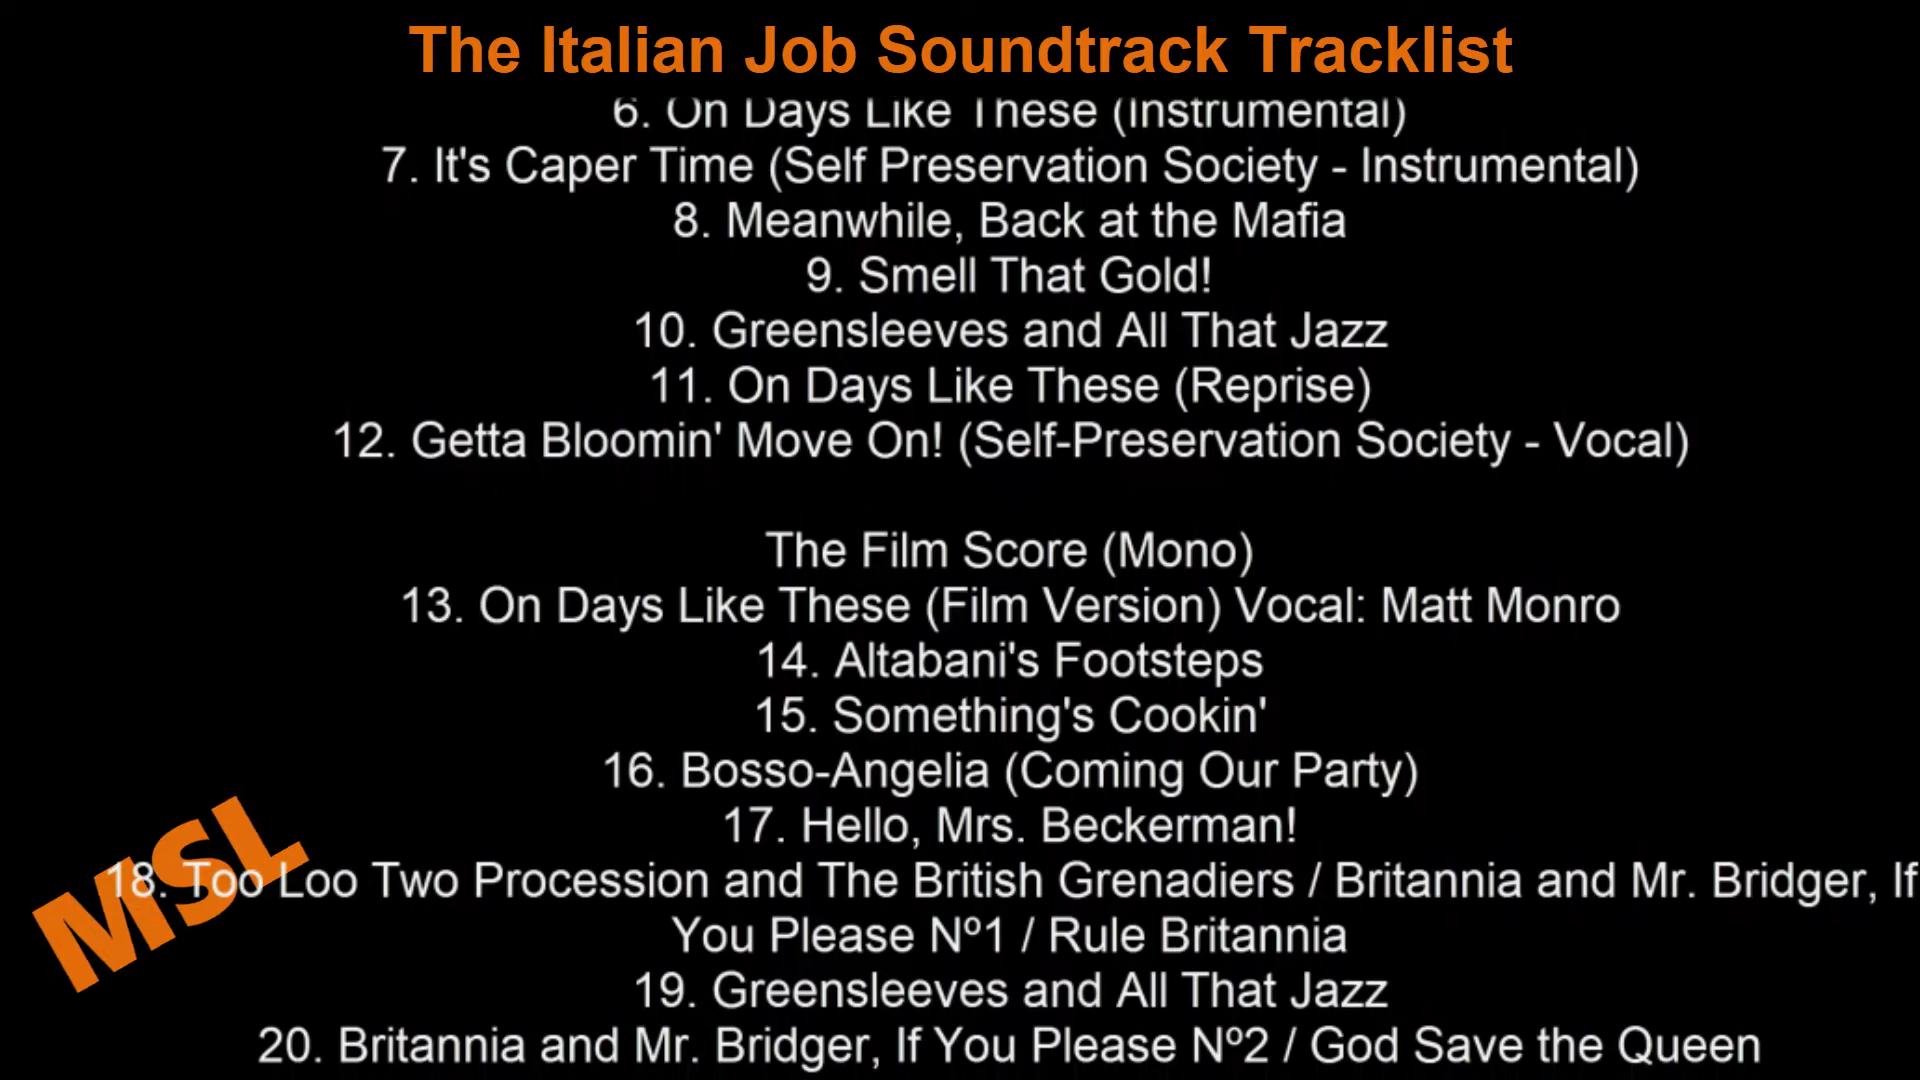 The Italian Job Soundtrack Tracklist
6. On Days Like These (Instrumental)
7. It's Caper Time (Self Preservation Society - Instrumental)
8. Meanwhile, Back at the Mafia
9. Smell That Gold!
10. Greensleeves and All That Jazz
11. On Days Like These (Reprise)
12. Getta Bloomin' Move On! (Self-Preservation Society - Vocal)
The Film Score (Mono)
13. On Days Like These (Film Version) Vocal: Matt Monro
14. Altabani's Footsteps
15. Something's Cookin'
16. Bosso-Angelia (Coming Our Party)
17. Hello, Mrs. Beckerman!
MSL
18. Too Loo Two Procession and The British Grenadiers / Britannia and Mr. Bridger, If
You Please Nº1 / Rule Britannia
19. Greensleeves and All That Jazz
20. Britannia and Mr. Bridger, If You Please Nº2 / God Save the Queen